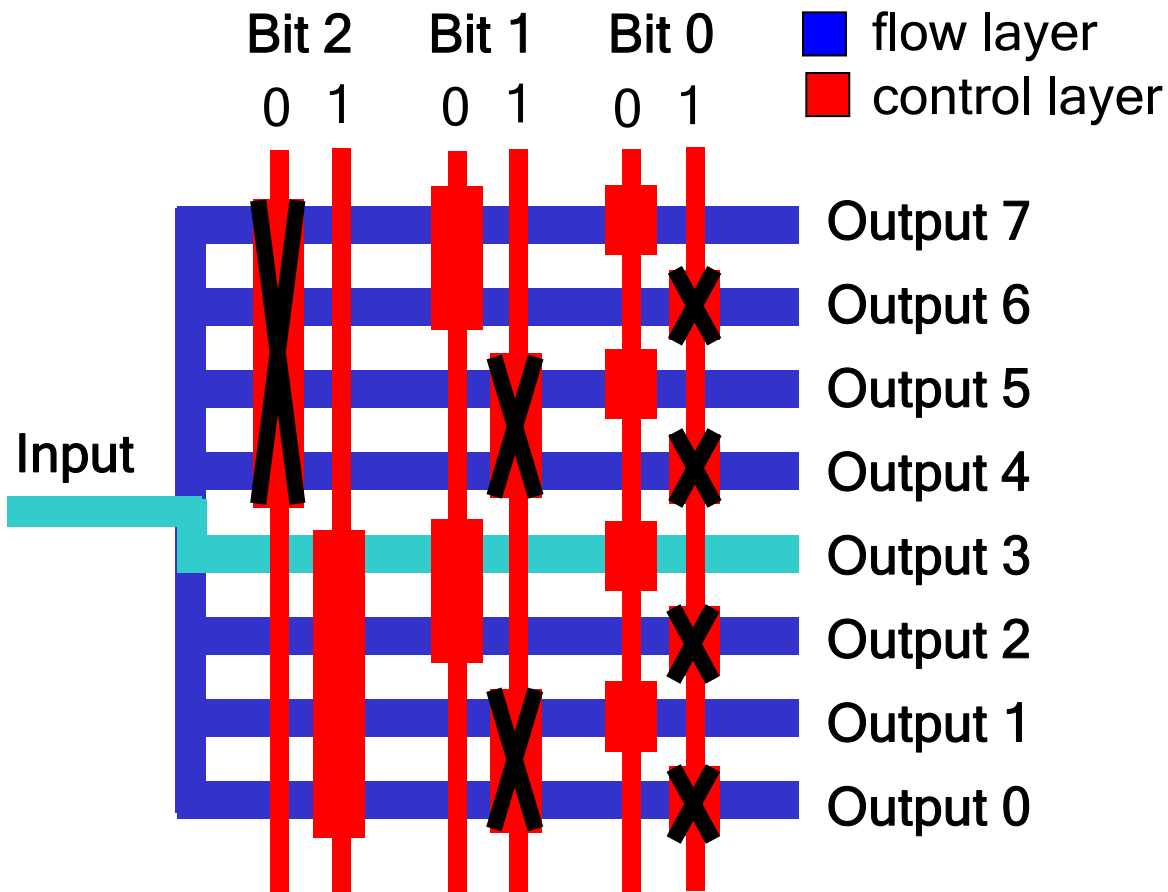 Bit 2 Bit 1 Bit 0
0 1 0 1 0 1
flow layer
control layer
Input
Output 7
Output 6
Output 5
Output 4
Output 3
Output 2
Output 1
Output 0